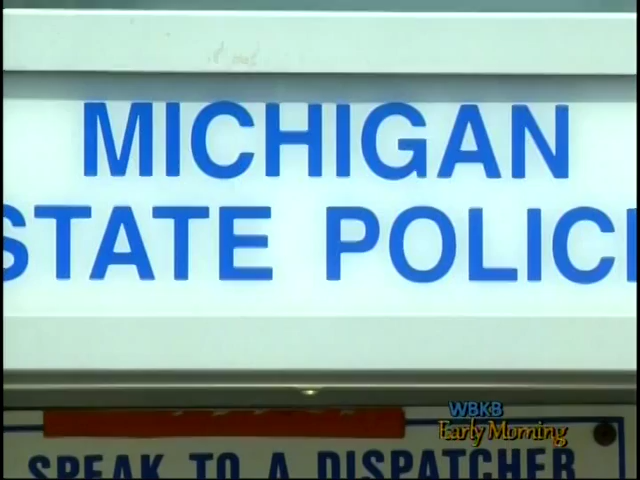 MICHIGAN
STATE POLIC
WBKB
Early Morning
SPEAK TO A DISPATCHER